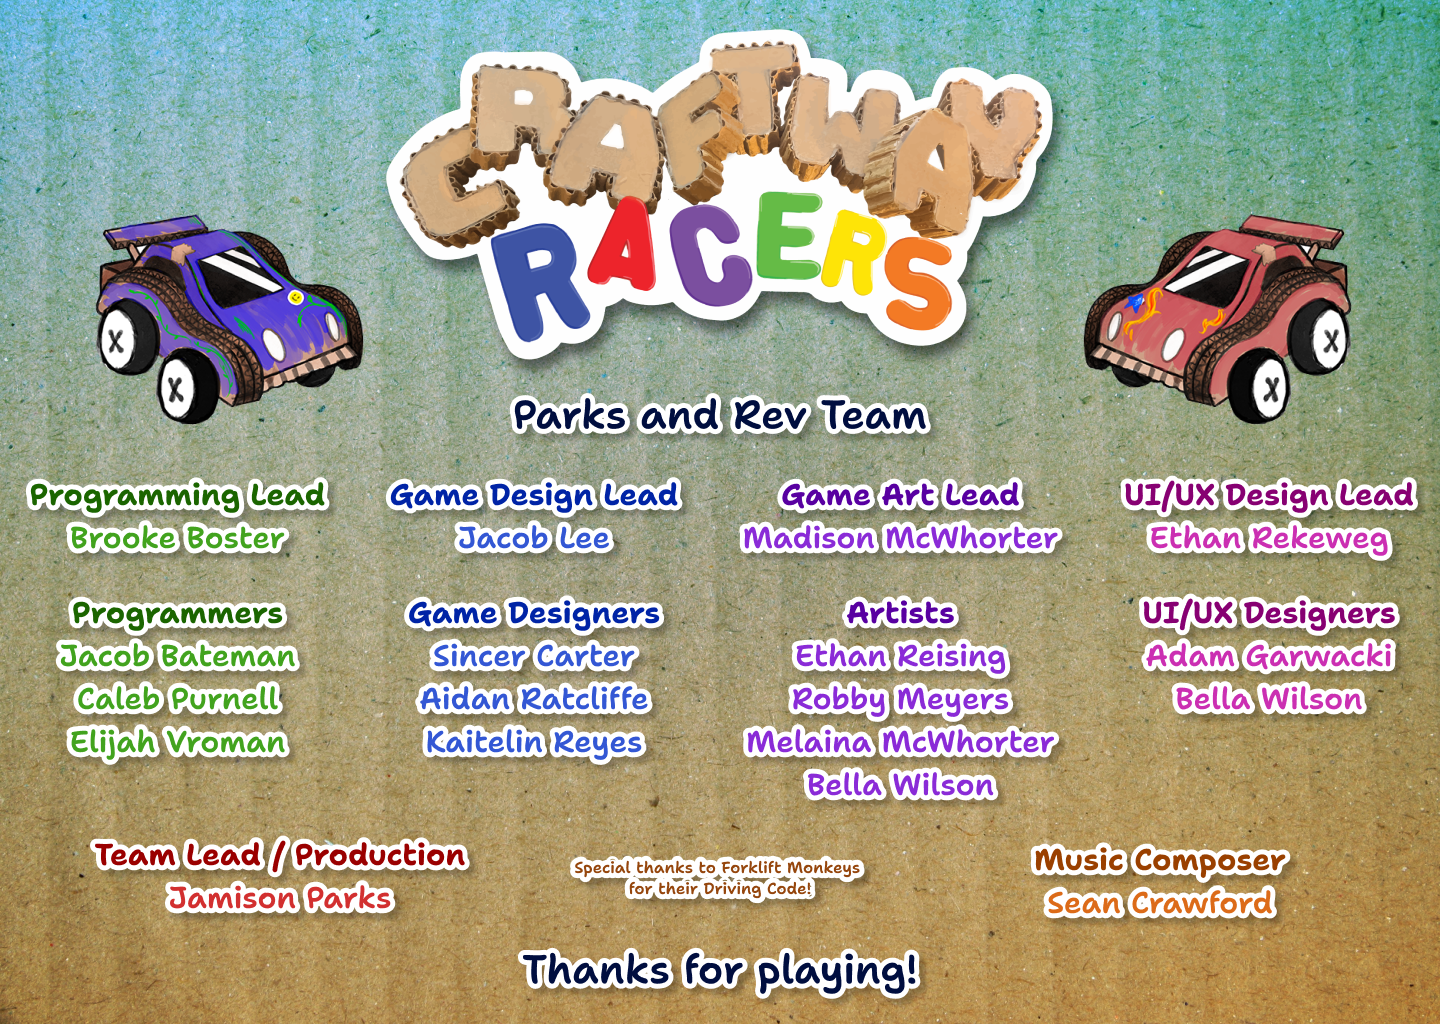 CRAFTWAY
RACERS
Parks and Rev Team
Programming Lead
Brooke Boster
Game Design Lead
Jacob Lee
Game Art Lead
Madison McWhorter
UI/UX Design Lead
Ethan Rekeweg
Programmers
Jacob Bateman
Caleb Purnell
Elijah Vroman
Game Designers
Sincer Carter
Aidan Ratcliffe
Kaitelin Reyes
Artists
Ethan Reising
Robby Meyers
Melaina McWhorter
Bella Wilson
UI/UX Designers
Adam Garwacki
Bella Wilson
Team Lead / Production
Jamison Parks
Special thanks to Forklift Monkeys
for their Driving Code!
Music Composer
Sean Crawford
Thanks for playing!